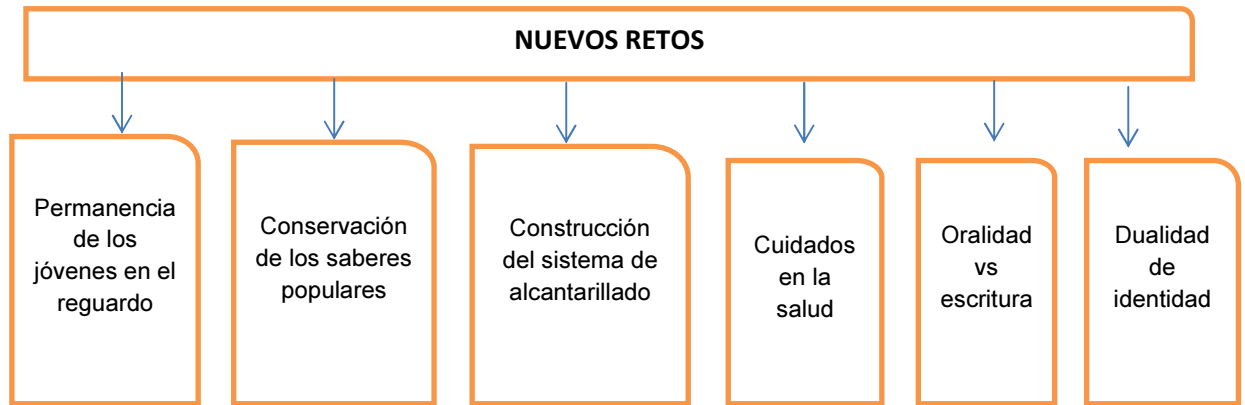 NUEVOS RETOS
Permanencia
de los
jóvenes en el
reguardo
Conservación
de los saberes
populares
Construcción
del sistema de
alcantarillado
Cuidados
en la
salud
Oralidad
vs
escritura
Dualidad
de
identidad